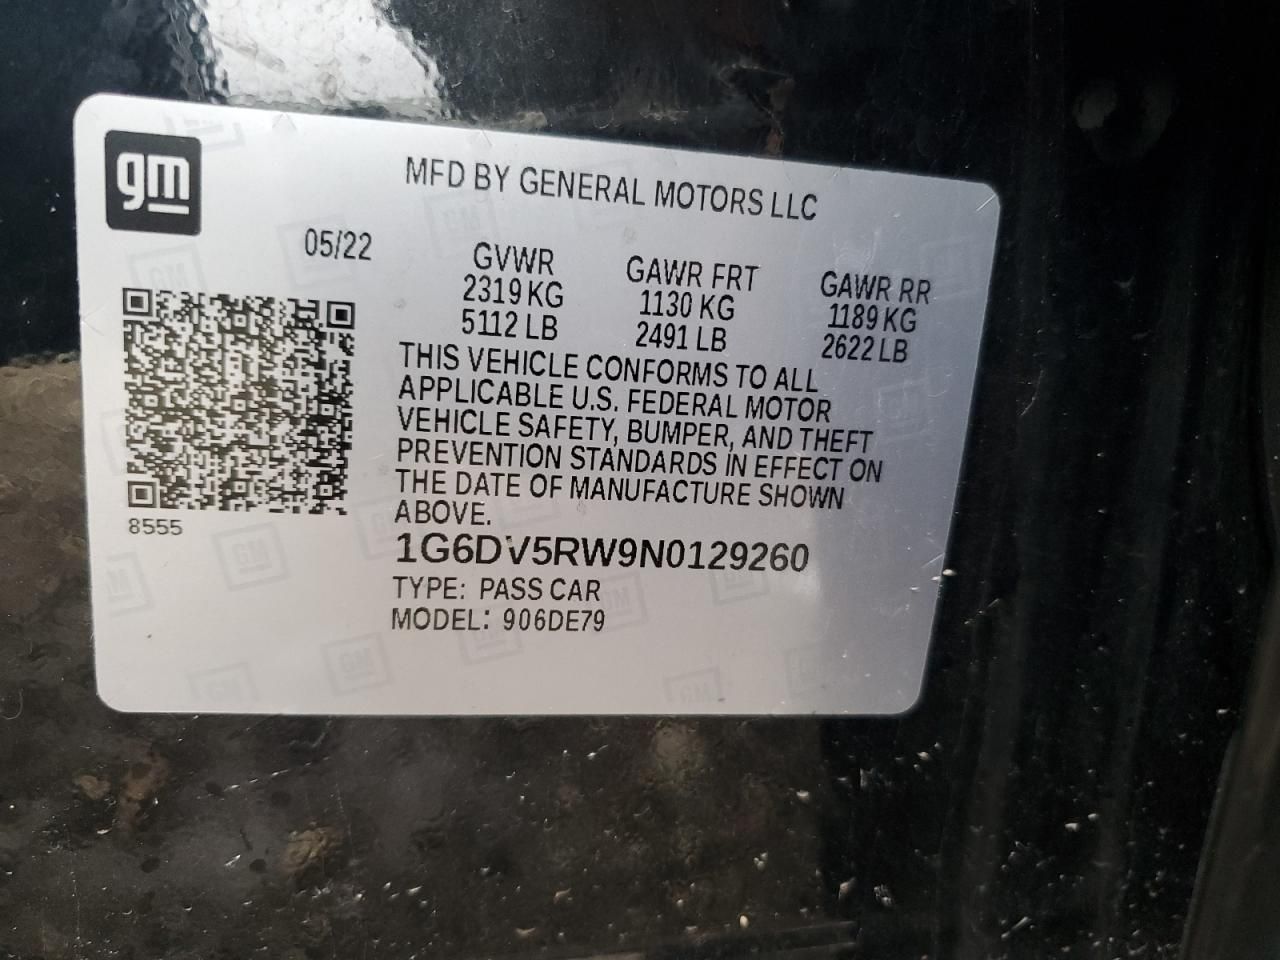 gm
MFD BY GENERAL MOTORS LLC
05/22
GVWR
2319 KG
5112 LB
GAWR FRT
1130 KG
2491 LB
GAWR RR
1189 KG
2622 LB
THIS VEHICLE CONFORMS TO ALL
APPLICABLE U.S. FEDERAL MOTOR
VEHICLE SAFETY, BUMPER, AND THEFT
PREVENTION STANDARDS IN EFFECT ON
THE DATE OF MANUFACTURE SHOWN
ABOVE.
8555
1G6DV5RW9N0129260
TYPE: PASS CAR
MODEL: 906DE79